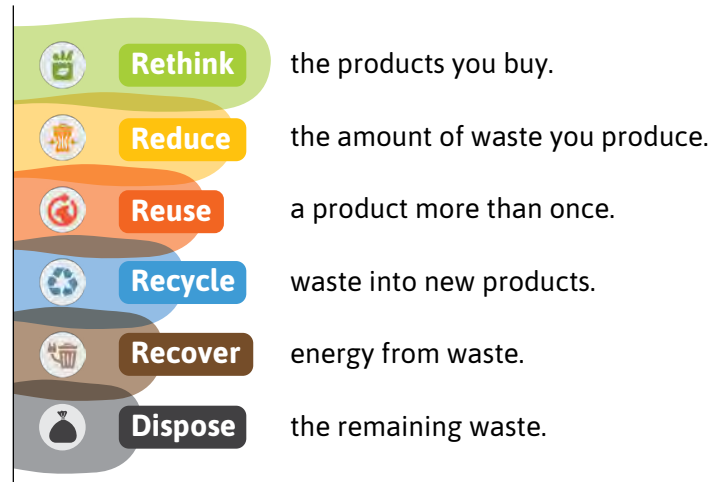 Rethink the products you buy.
Reduce the amount of waste you produce.
Reuse a product more than once.
Recycle waste into new products.
Recover energy from waste.
Dispose the remaining waste.